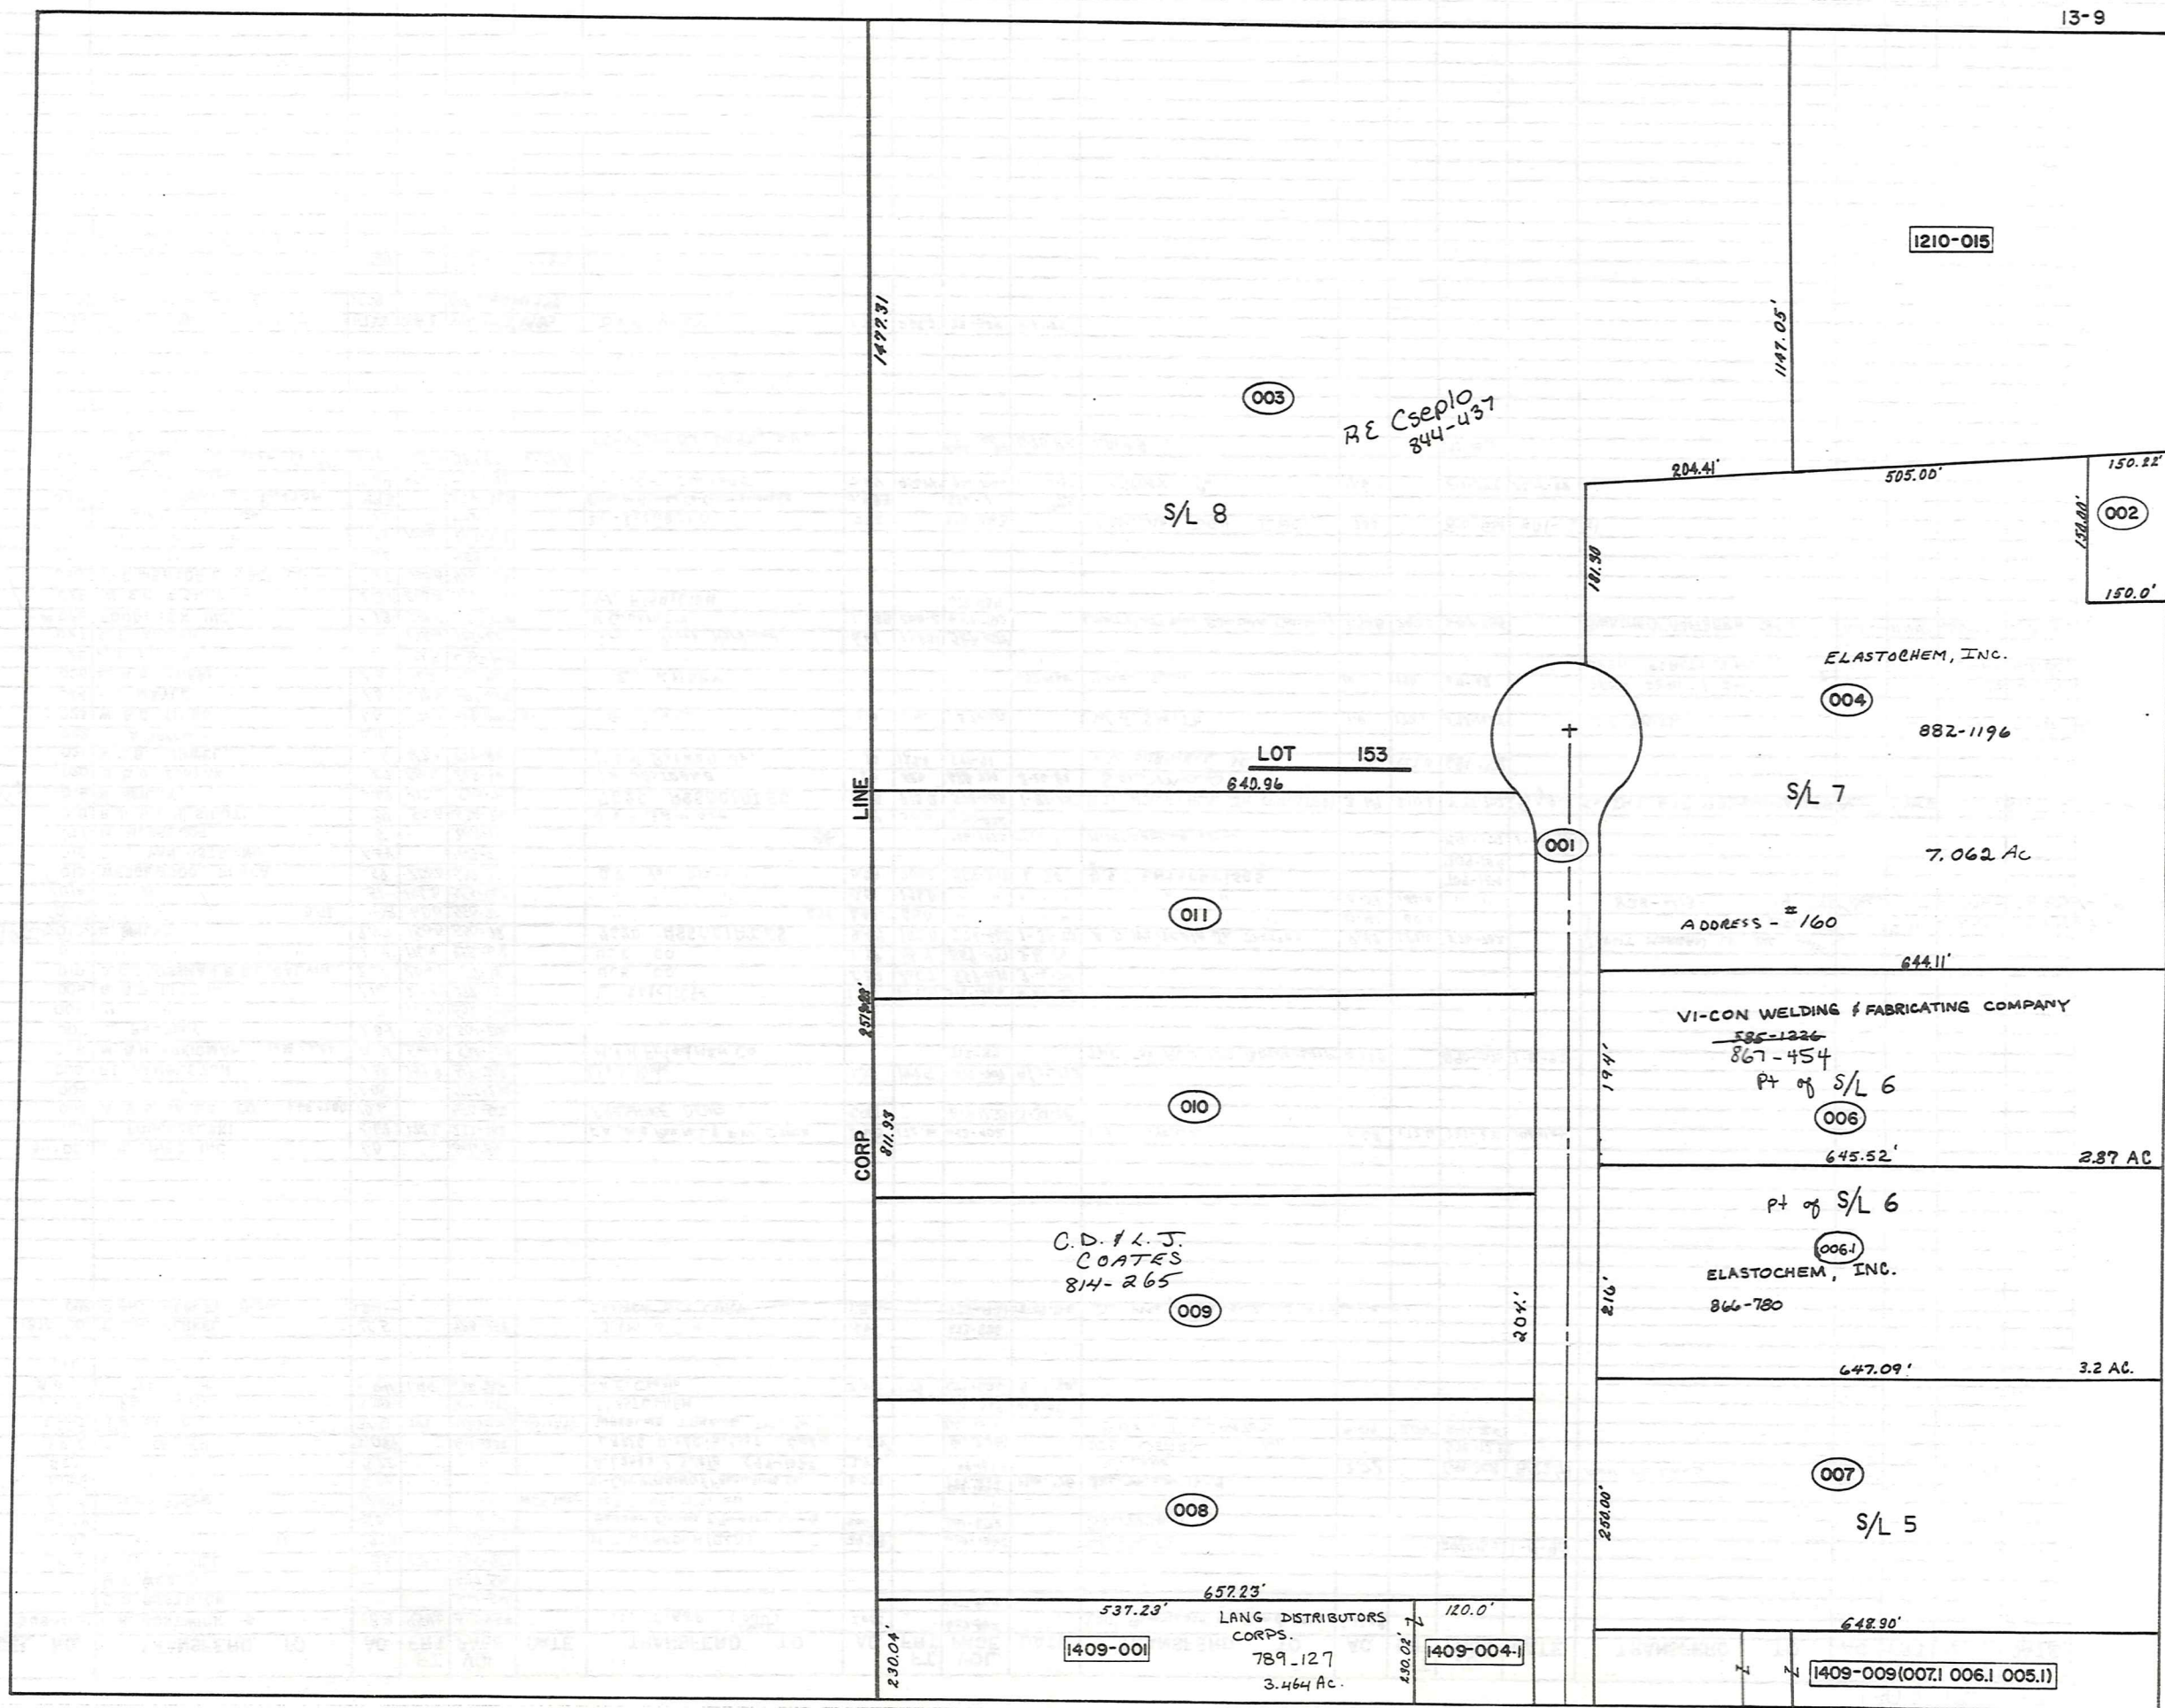 13-9
1210-015
1477.31
1147.05'
003
RE Cseplo
844-437
204.41'
505.00'
150.22'
S/L 8
150.00'
002
181.30
150.0'
ELASTOCHEM, INC.
004
882-1196
LOT 153
640.96
S/L 7
LINE
001
7.062 Ac
011
ADDRESS - #160
644.11'
VI-CON WELDING & FABRICATING COMPANY
585-1226
867-454
194'
Pt of S/L 6
010
006
CORP
811.93
645.52'
2.87 AC
Pt of S/L 6
C.D. & L.J.
COATES
814-265
006.1
ELASTOCHEM, INC.
866-780
009
204.'
216'
647.09'
3.2 AC.
007
008
250.00'
S/L 5
657.23'
537.23'
LANG DISTRIBUTORS
CORPS.
789-127
3.464 Ac.
120.0'
648.90'
230.04'
1409-001
230.02'
1409-004.1
1409-009(007.1 006.1 005.1)